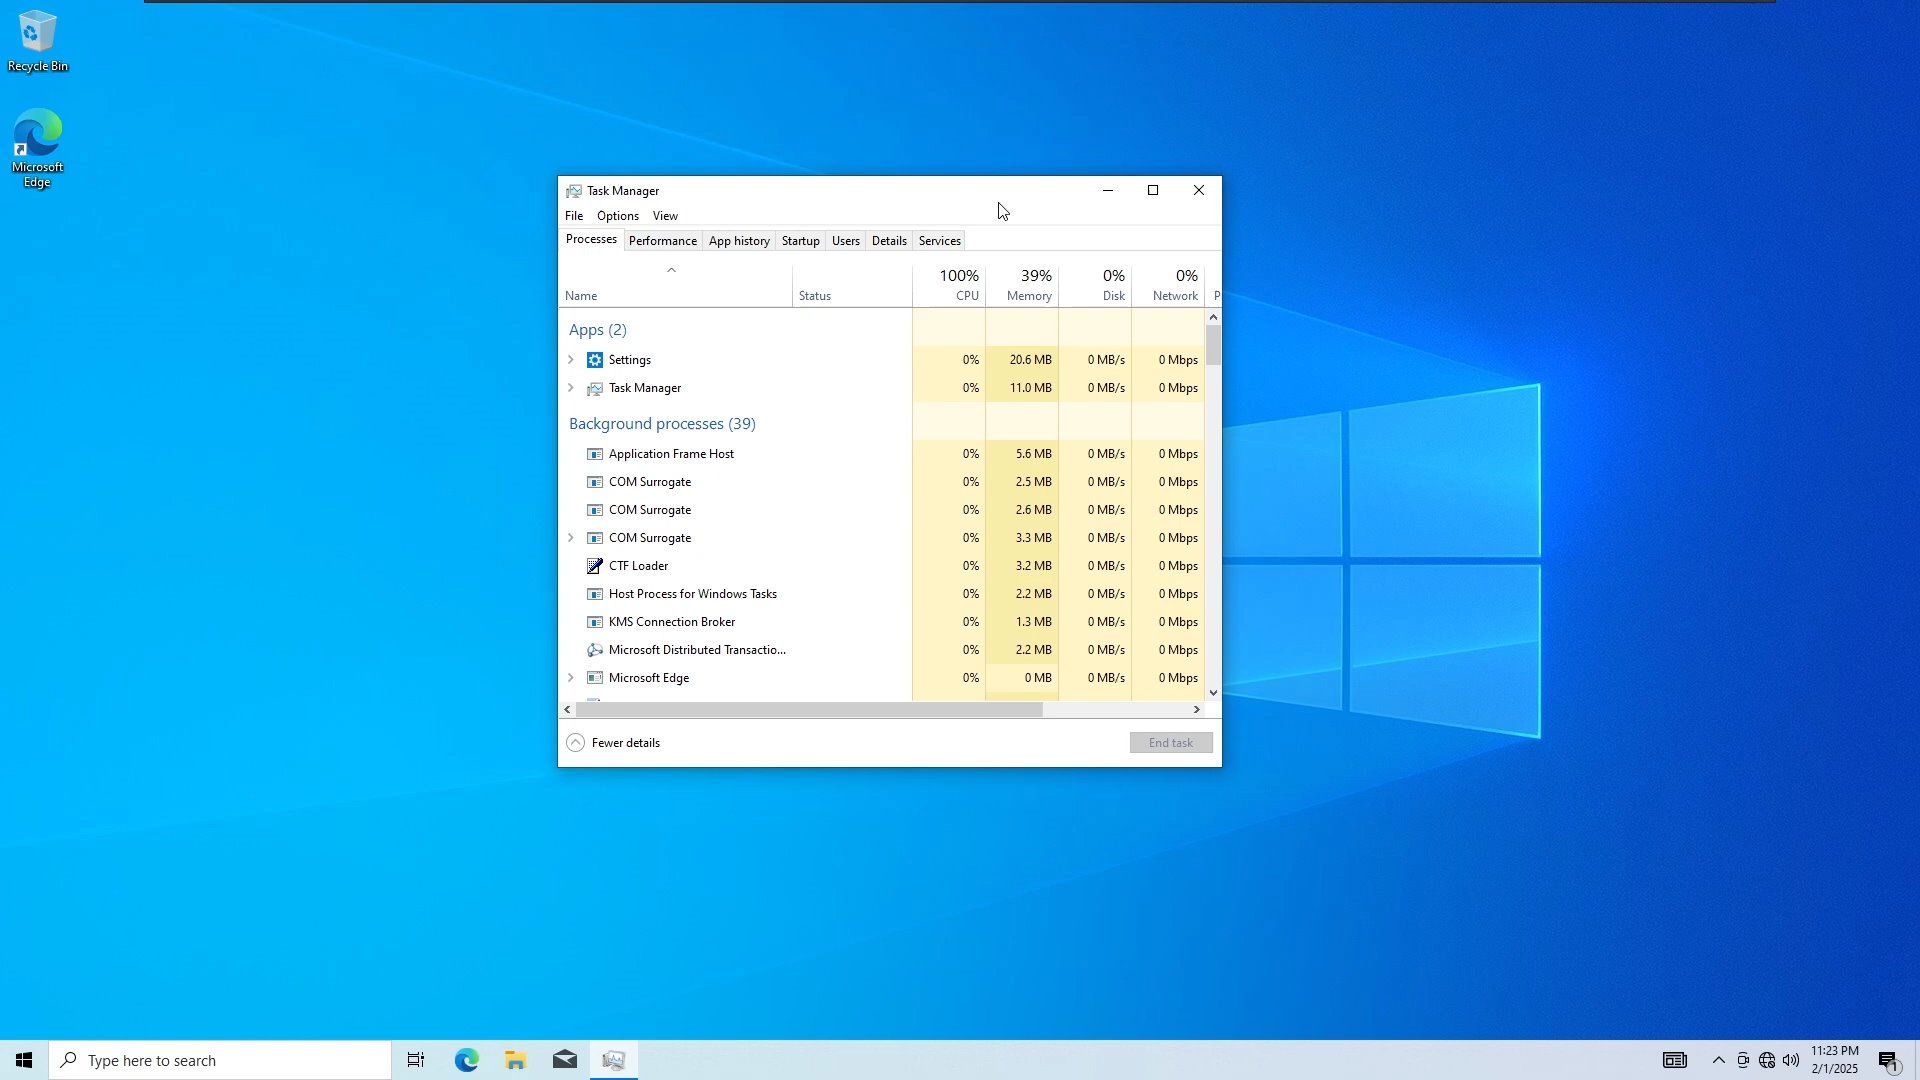 Recycle Bin
Microsoft
Edge
Task Manager
File Options View
Processes Performance App history Startup Users Details Services
100% 39% 0% 0%
Name Status CPU Memory Disk Network P
Apps (2)
Settings 0% 20.6 MB 0 MB/s 0 Mbps
Task Manager 0% 11.0 MB 0 MB/s 0 Mbps
Background processes (39)
Application Frame Host 0% 5.6 MB 0 MB/s 0 Mbps
COM Surrogate 0% 2.5 MB 0 MB/s 0 Mbps
COM Surrogate 0% 2.6 MB 0 MB/s 0 Mbps
COM Surrogate 0% 3.3 MB 0 MB/s 0 Mbps
CTF Loader 0% 3.2 MB 0 MB/s 0 Mbps
Host Process for Windows Tasks 0% 2.2 MB 0 MB/s 0 Mbps
KMS Connection Broker 0% 1.3 MB 0 MB/s 0 Mbps
Microsoft Distributed Transactio... 0% 2.2 MB 0 MB/s 0 Mbps
Microsoft Edge 0% 0 MB 0 MB/s 0 Mbps
Fewer details End task
Type here to search
11:23 PM
2/1/2025
1